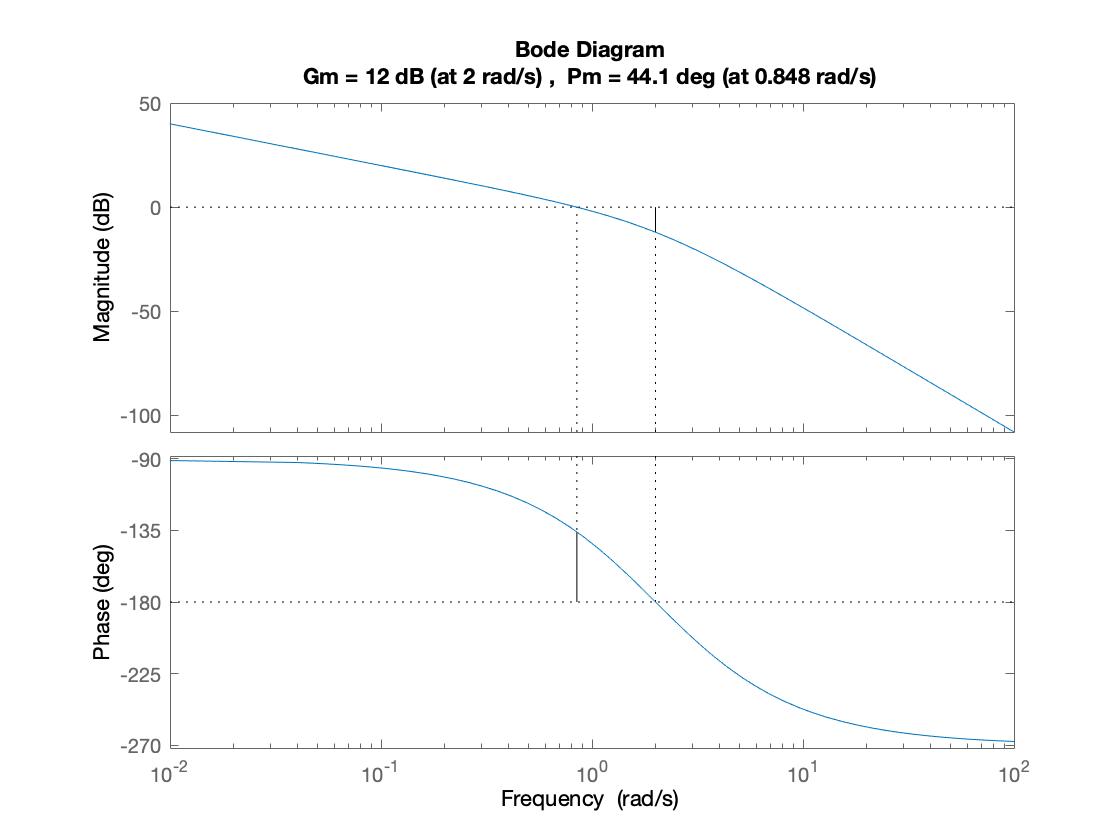 Bode Diagram
Gm = 12 dB (at 2 rad/s) ,  Pm = 44.1 deg (at 0.848 rad/s)
50
0
-50
-100
Magnitude (dB)
-90
-135
-180
-225
-270
Phase (deg)
10^-2
10^-1
10^0
10^1
10^2
Frequency  (rad/s)